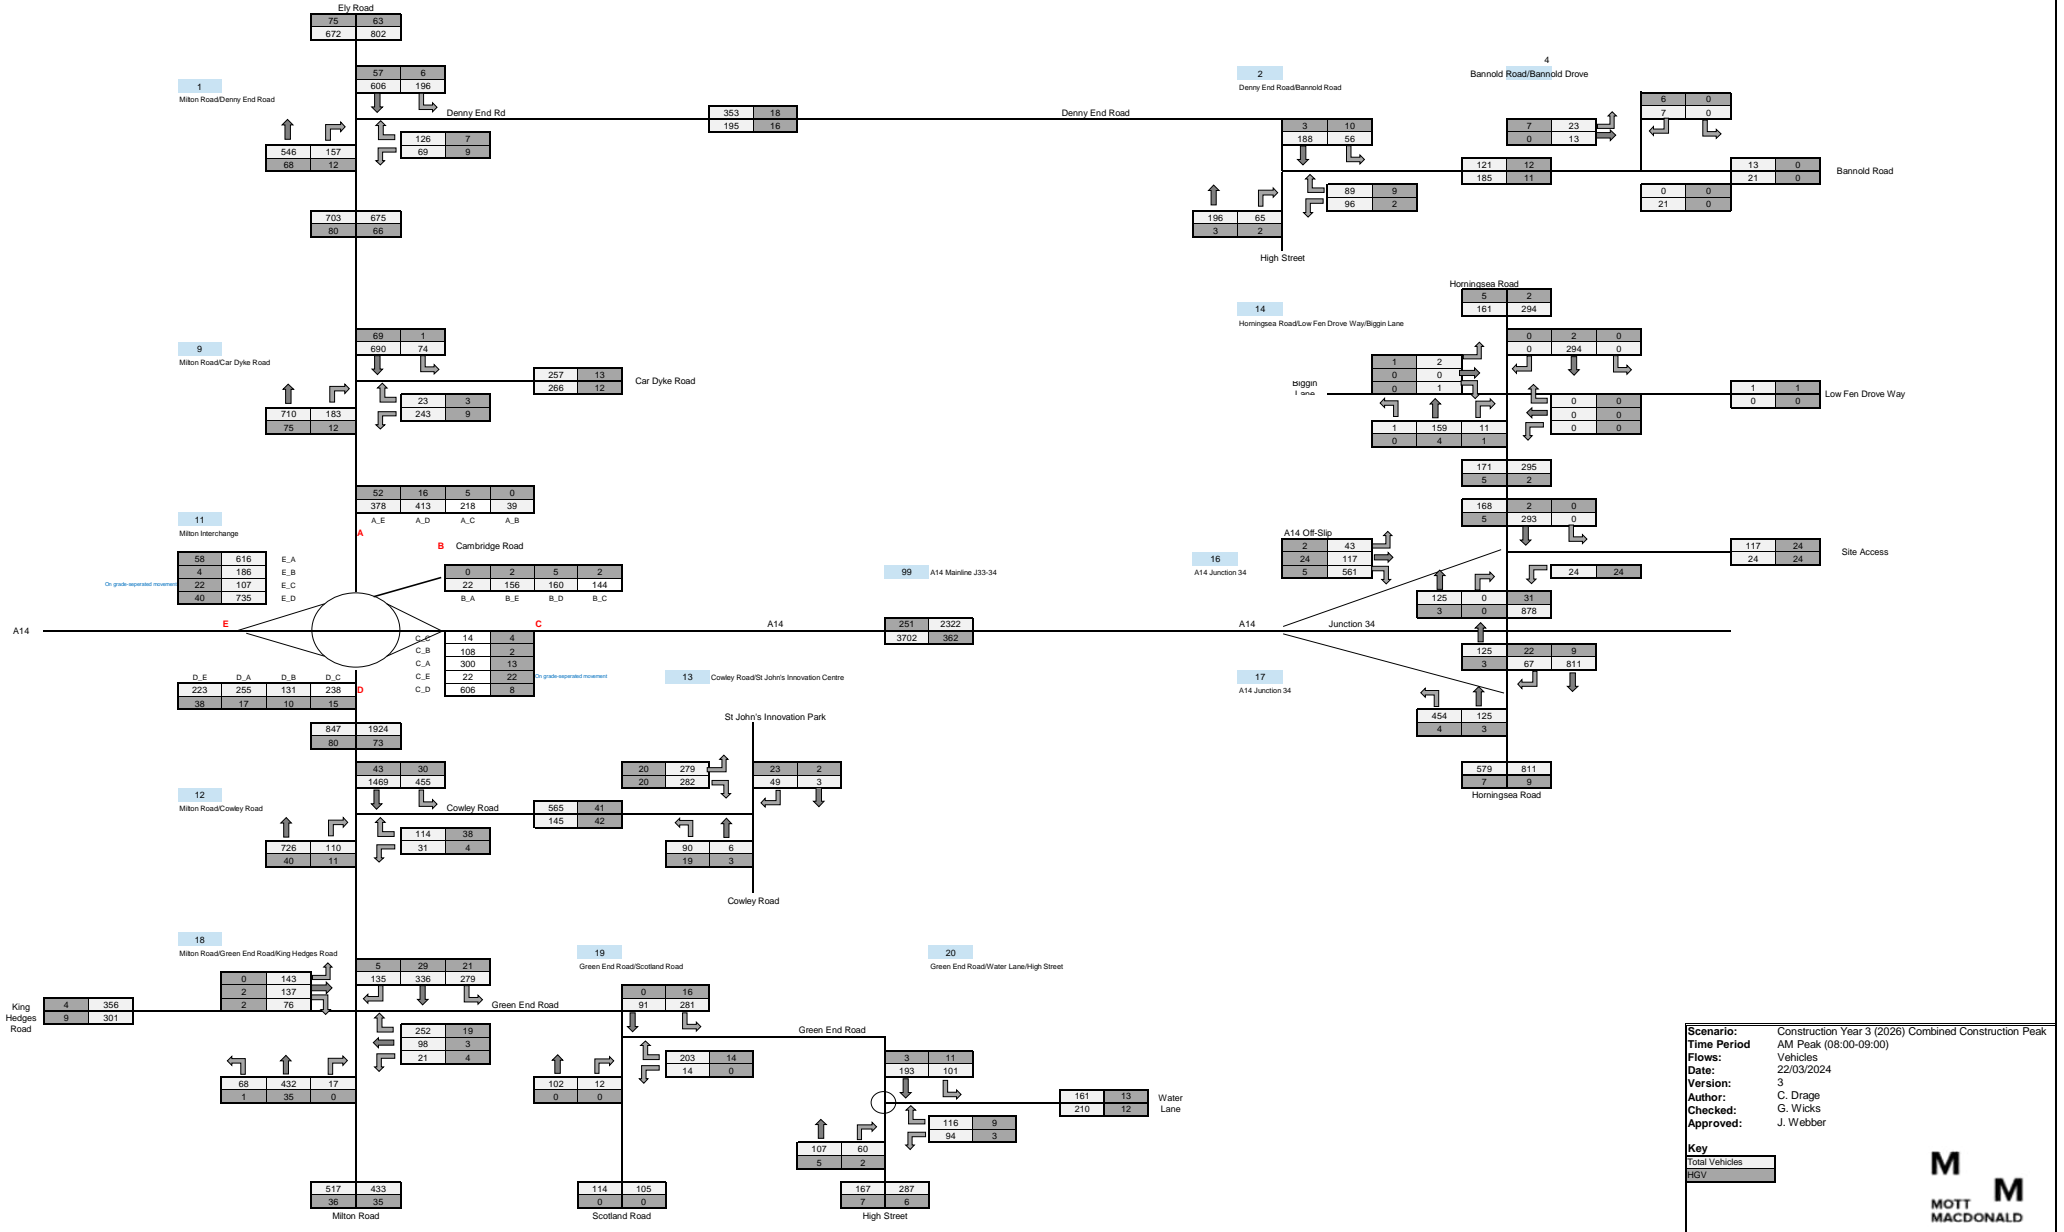 Ely Road
75 63
672 802
57 6
606 196
1
Milton Road/Denny End Road
Denny End Rd
546 157
68 12
126 7
69 9
353 18
195 16
Denny End Road
2
Denny End Road/Bannold Road
3 10
188 56
196 65
3 2
89 9
96 2
High Street
121 12
185 11
4
Bannold Road/Bannold Drove
7 23
0 13
6 0
7 0
13 0
21 0
0 0
21 0
Bannold Road
703 675
80 66
9
Milton Road/Car Dyke Road
69 1
690 74
710 183
75 12
23 3
243 9
257 13
266 12
Car Dyke Road
14
Horningsea Road/Low Fen Drove Way/Biggin Lane
Horningsea Road
5 2
161 294
0 2 0
0 294 0
1 2
0 0
0 1
Biggin
Lane
1 159 11
0 4 1
0 0
0 0
0 0
1 1
0 0
Low Fen Drove Way
171 295
5 2
168 2 0
5 293 0
11
Milton Interchange
52 16 5 0
378 413 218 39
A_E A_D A_C A_B
A
B Cambridge Road
0 2 5 2
22 156 160 144
B_A B_E B_D B_C
58 616 E_A
4 186 E_B
On grade-seperated movement 22 107 E_C
40 735 E_D
A14
E
C
A14
99 A14 Mainline J33-34
251 2322
3702 362
A14
Junction 34
C_C 14 4
C_B 108 2
C_A 300 13
C_E 22 22 On grade-seperated movement
C_D 606 8
D_E D_A D_B D_C
223 255 131 238
38 17 10 15
D
847 1924
80 73
16
A14 Junction 34
A14 Off-Slip
2 43
24 117
5 561
117 24
24 24
Site Access
24 24
125 0 31
3 0 878
17
A14 Junction 34
125 22 9
3 67 811
454 125
4 3
579 811
7 9
Horningsea Road
12
Milton Road/Cowley Road
43 30
1469 455
Cowley Road
726 110
40 11
114 38
31 4
565 41
145 42
13 Cowley Road/St John's Innovation Centre
St John's Innovation Park
20 279
20 282
23 2
49 3
90 6
19 3
Cowley Road
18
Milton Road/Green End Road/King Hedges Road
0 143
2 137
2 76
5 29 21
135 336 279
King
Hedges
Road
4 356
9 301
Green End Road
252 19
98 3
21 4
68 432 17
1 35 0
517 433
36 35
Milton Road
19
Green End Road/Scotland Road
0 16
91 281
102 12
0 0
203 14
14 0
114 105
0 0
Scotland Road
20
Green End Road/Water Lane/High Street
Green End Road
3 11
193 101
161 13
210 12
Water
Lane
116 9
94 3
107 60
5 2
167 287
7 6
High Street
Scenario: Construction Year 3 (2026) Combined Construction Peak
Time Period AM Peak (08:00-09:00)
Flows: Vehicles
Date: 22/03/2024
Version: 3
Author: C. Drage
Checked: G. Wicks
Approved: J. Webber
Key
Total Vehicles
HGV
M
M
MOTT
MACDONALD